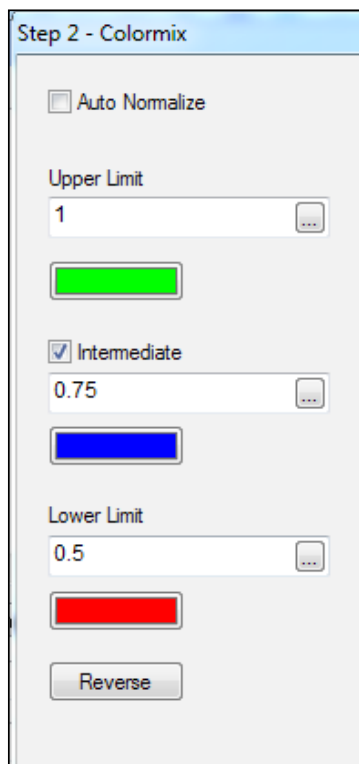 Step 2 - Colormix
Auto Normalize
Upper Limit
1
...
Intermediate
0.75
...
Lower Limit
0.5
...
Reverse